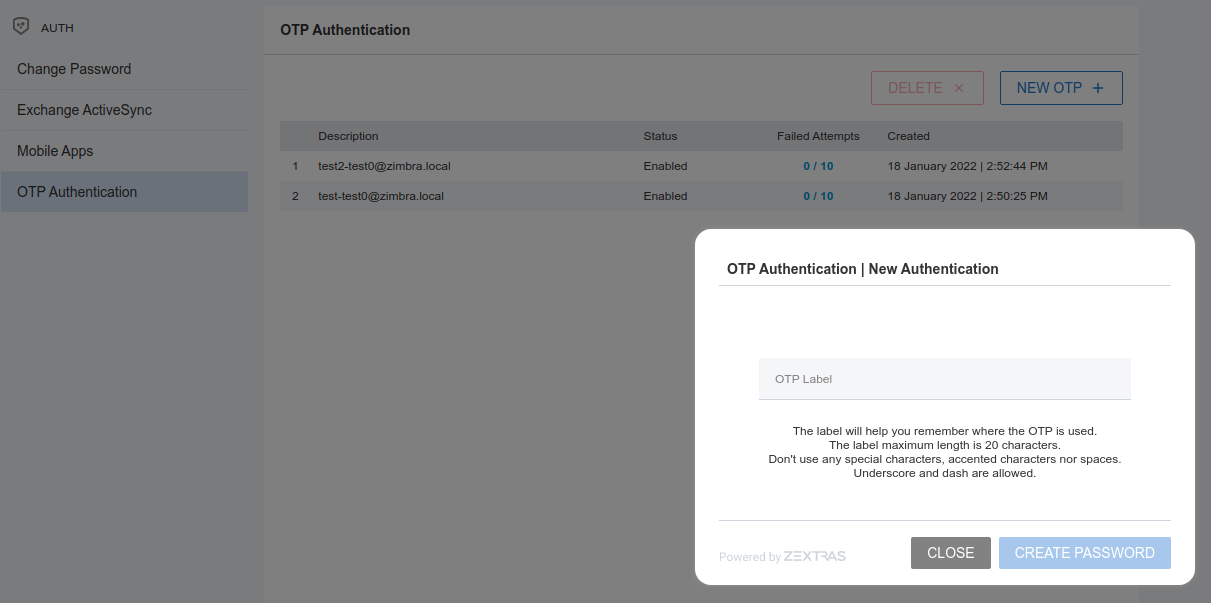 AUTH
Change Password
Exchange ActiveSync
Mobile Apps
OTP Authentication
OTP Authentication
DELETE ×
NEW OTP +
Description Status Failed Attempts Created
1 test2-test0@zimbra.local Enabled 0 / 10 18 January 2022 | 2:52:44 PM
2 test-test0@zimbra.local Enabled 0 / 10 18 January 2022 | 2:50:25 PM
OTP Authentication | New Authentication
OTP Label
The label will help you remember where the OTP is used.
The label maximum length is 20 characters.
Don't use any special characters, accented characters nor spaces.
Underscore and dash are allowed.
Powered by ZEXTRAS
CLOSE
CREATE PASSWORD